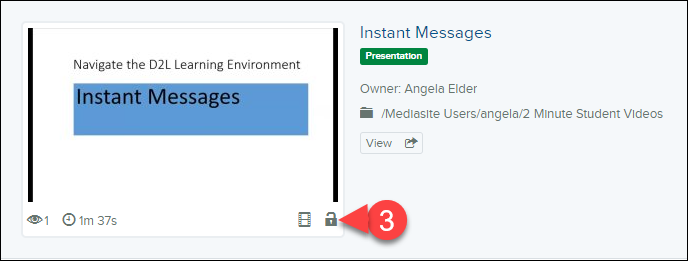 Navigate the D2L Learning Environment
Instant Messages
1
1m 37s
3
Instant Messages
Presentation
Owner: Angela Elder
/Mediasite Users/angela/2 Minute Student Videos
View